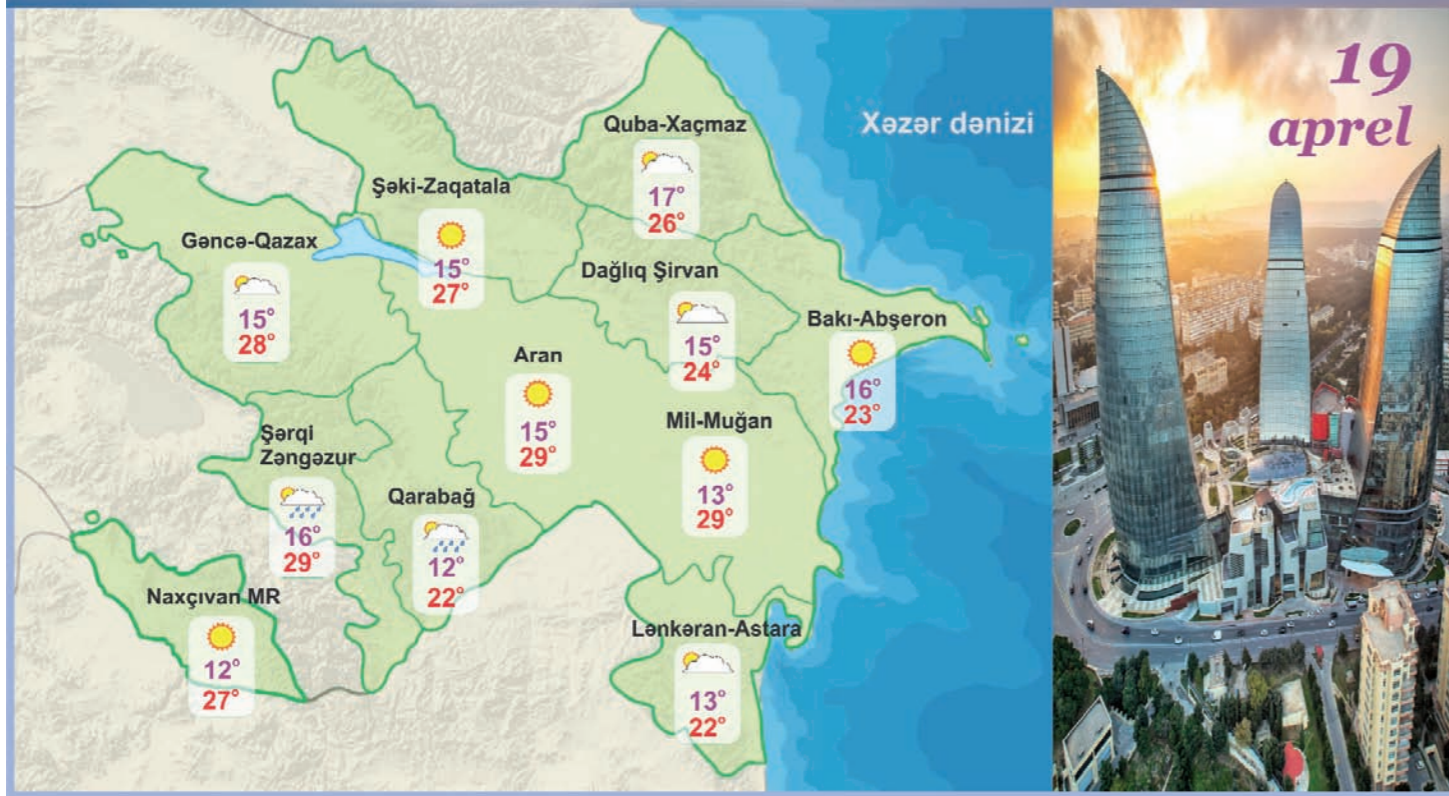 19
aprel
Xəzər dənizi
Quba-Xaçmaz
17°
26°
Şəki-Zaqatala
15°
27°
Gəncə-Qazax
15°
28°
Dağlıq Şirvan
15°
24°
Bakı-Abşeron
16°
23°
Aran
15°
29°
Mil-Muğan
13°
29°
Şərqi
Zəngəzur
16°
29°
Qarabağ
12°
22°
Naxçıvan MR
12°
27°
Lənkəran-Astara
13°
22°